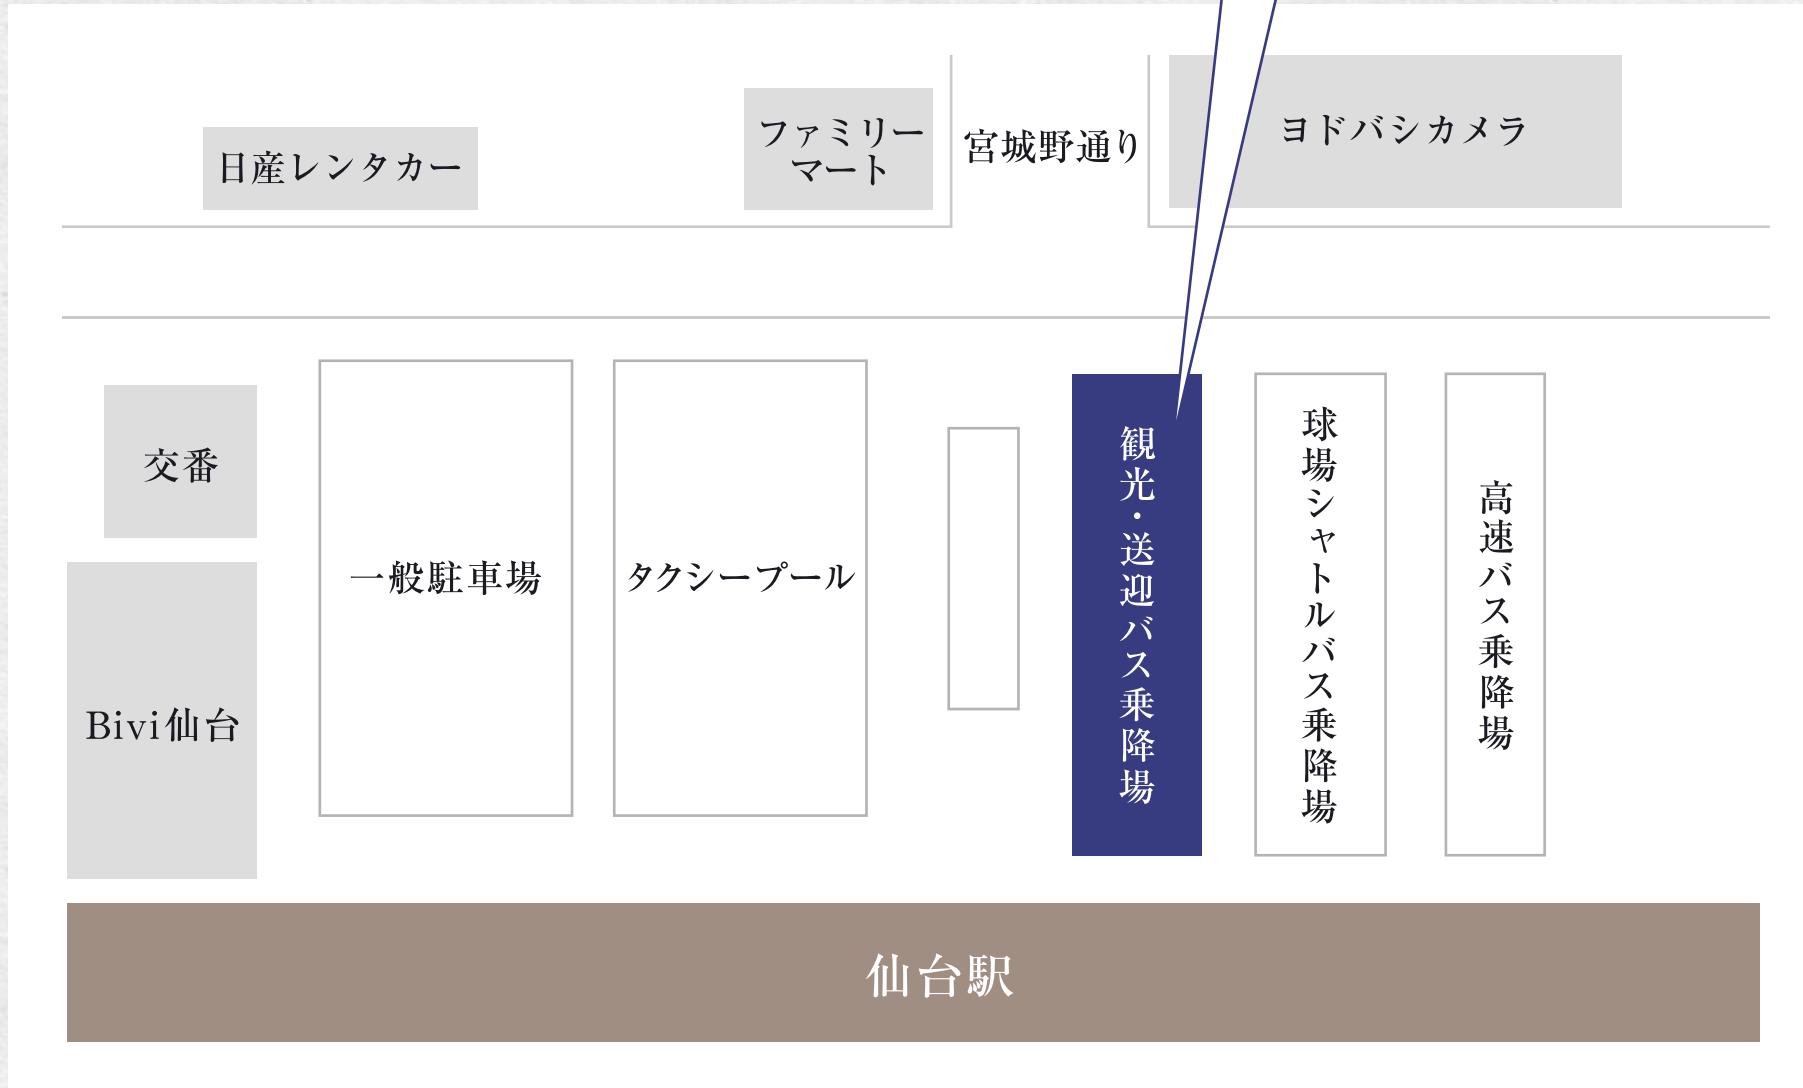 日産レンタカー
ファミリー
マート
宮城野通り
ヨドバシカメラ
交番
Bivi仙台
一般駐車場
タクシープール
観光・送迎バス乗降場
球場シャトルバス乗降場
高速バス乗降場
仙台駅